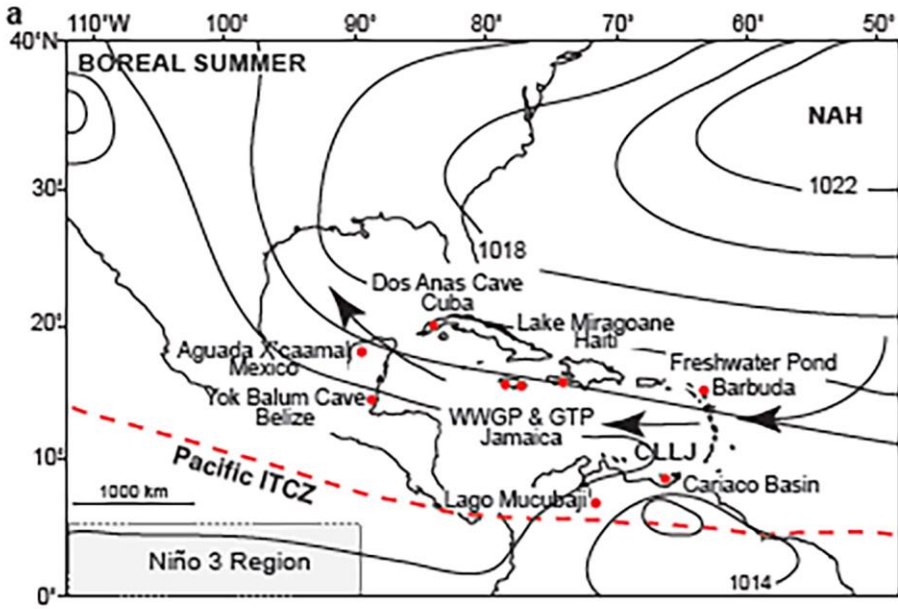 a
110°W 100° 90° 80° 70° 60° 50°
40°N
BOREAL SUMMER
NAH
1022
30°
1018
Dos Anas Cave
Cuba
20°
Lake Miragoane
Haiti
Aguada X'caamal
Mexico
Freshwater Pond
Barbuda
Yok Balum Cave
Belize
WWGP & GTP
Jamaica
10°
Pacific ITCZ
CLLJ
Cariaco Basin
1000 km
Lago Mucubaji
Niño 3 Region
1014
0°